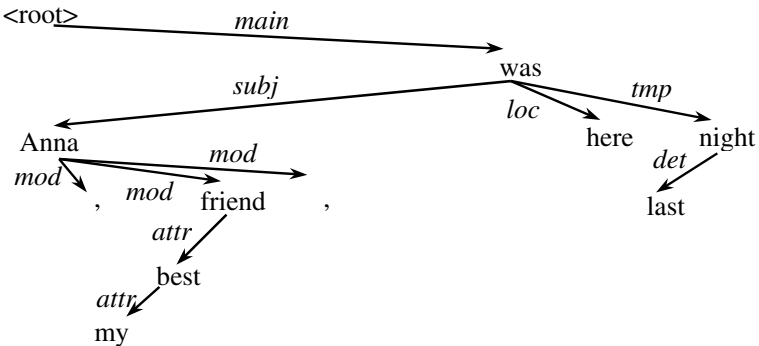 <root>
main
was
subj
tmp
loc
Anna
here
night
mod
det
mod
mod
, friend ,
last
attr
best
attr
my